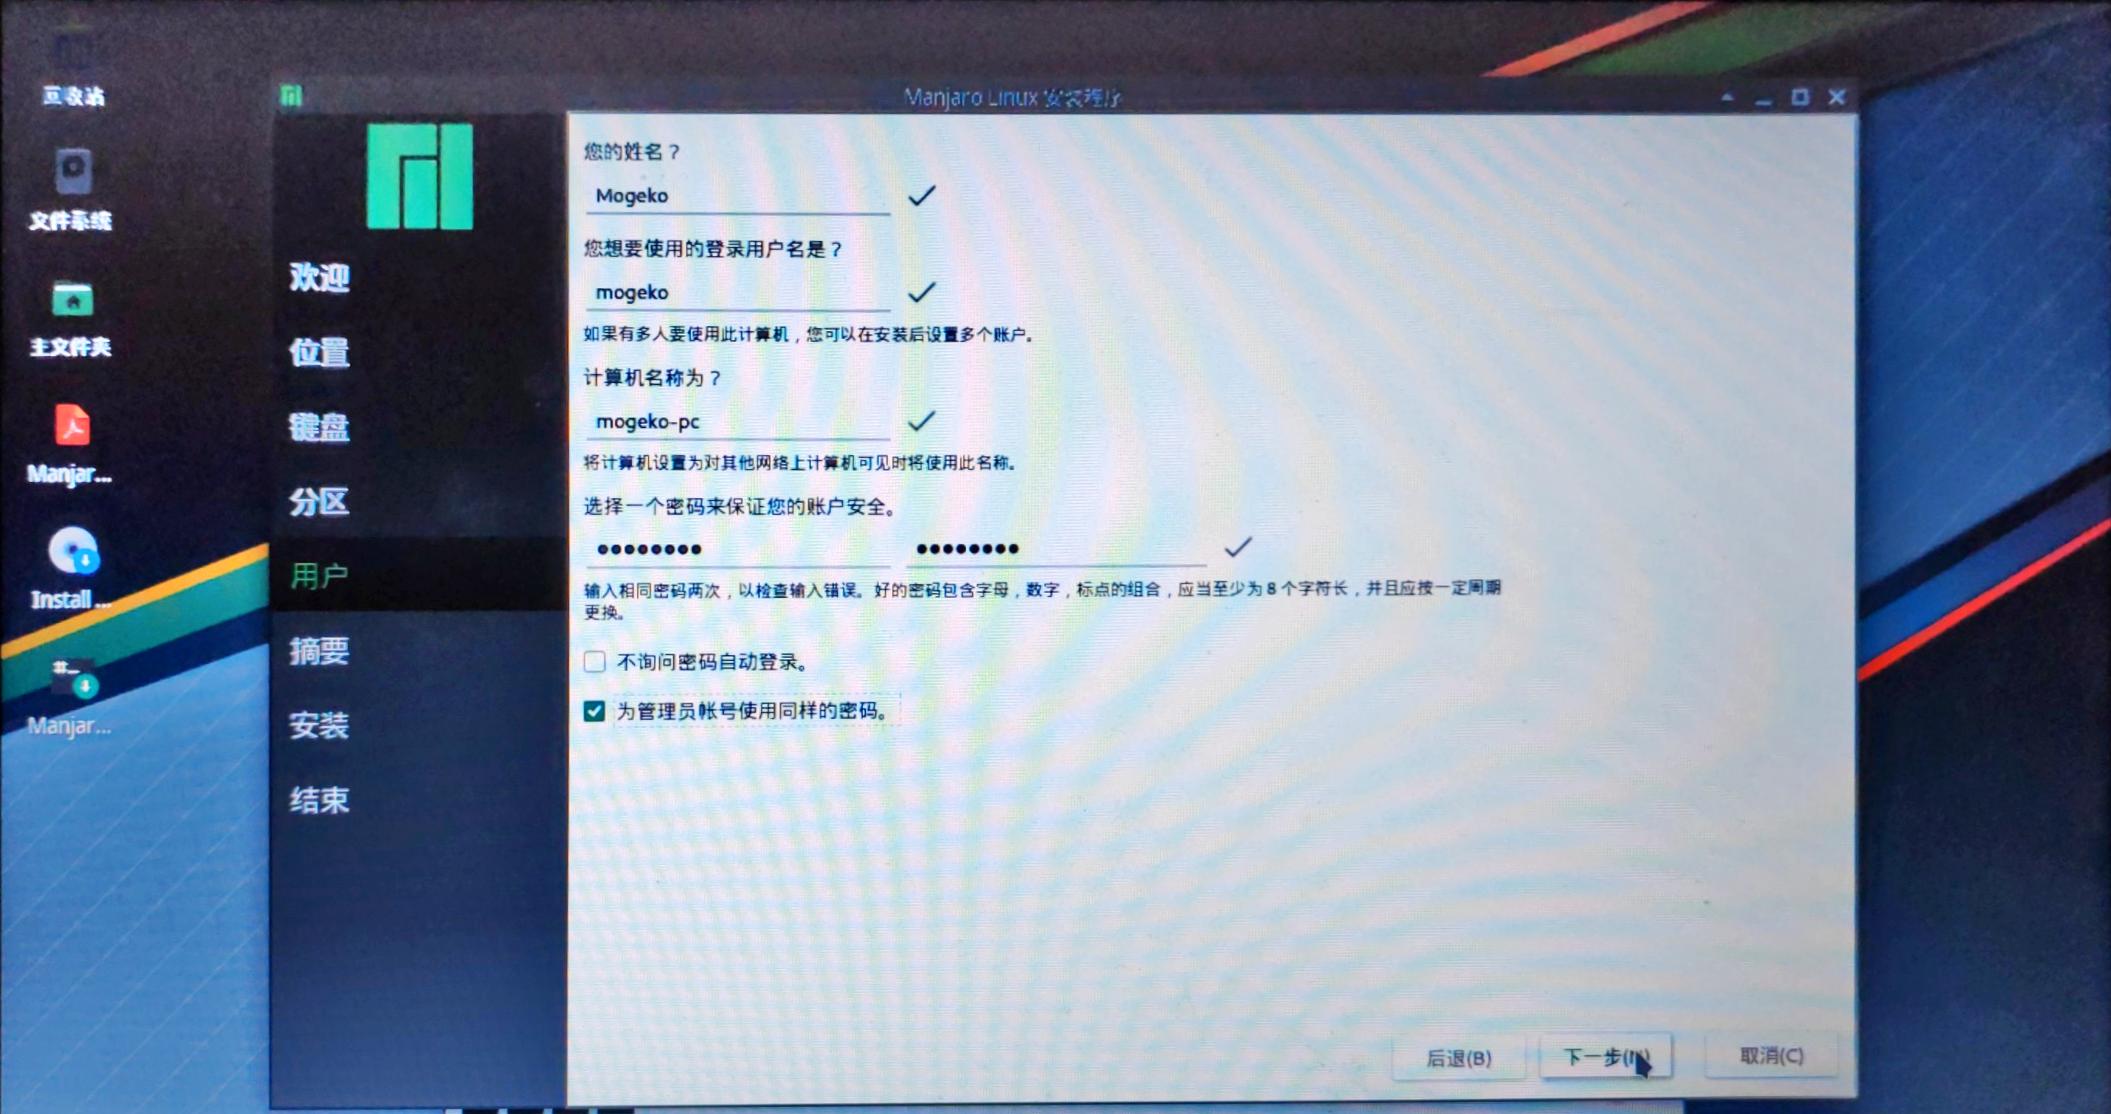 回收站
文件系统
主文件夹
Manjar...
Install ...
#_
Manjar...
Manjaro Linux 安装程序
欢迎
位置
键盘
分区
用户
摘要
安装
结束
您的姓名？
Mogeko
您想要使用的登录用户名是？
mogeko
如果有多人要使用此计算机，您可以在安装后设置多个账户。
计算机名称为？
mogeko-pc
将计算机设置为对其他网络上计算机可见时将使用此名称。
选择一个密码来保证您的账户安全。
●●●●●●●● ●●●●●●●●
输入相同密码两次，以检查输入错误。好的密码包含字母，数字，标点的组合，应当至少为 8 个字符长，并且应按一定周期
更换。
不询问密码自动登录。
为管理员帐号使用同样的密码。
后退(B) 下一步(N) 取消(C)